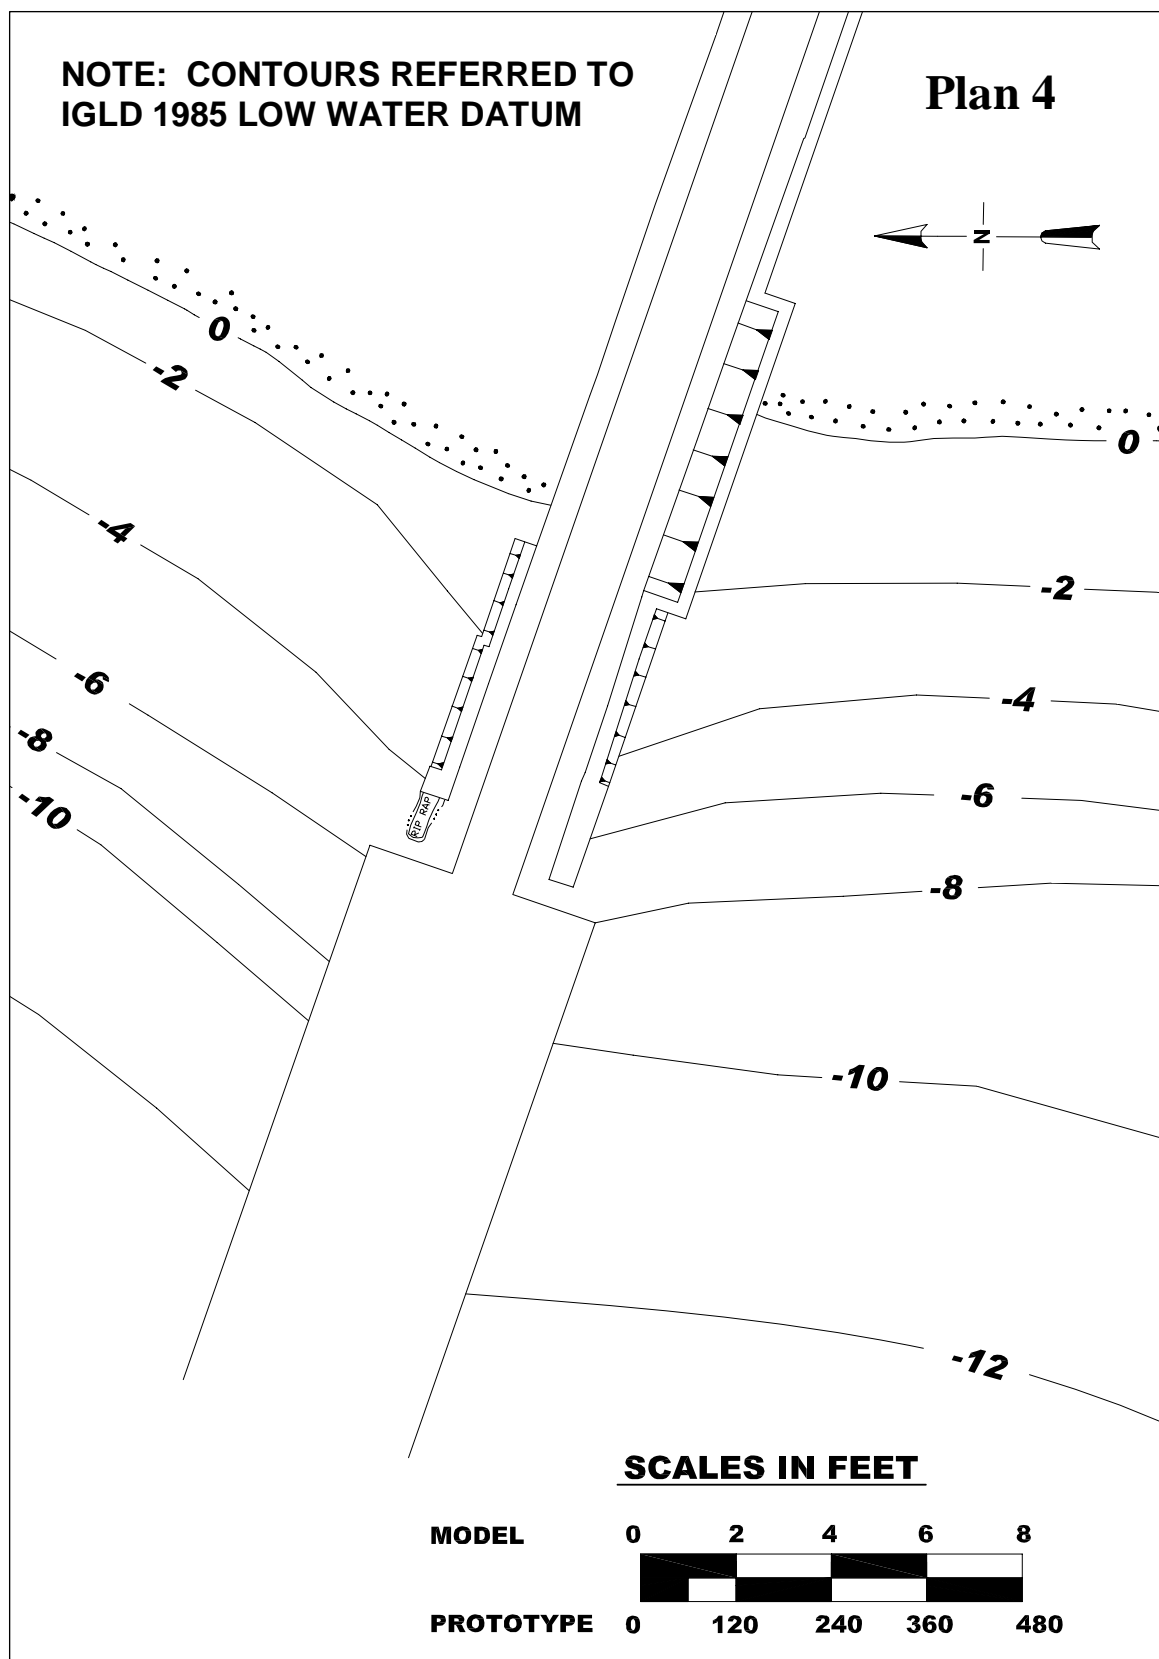 NOTE: CONTOURS REFERRED TO
IGLD 1985 LOW WATER DATUM
Plan 4
N
0
-2
-4
-6
-8
-10
0
-2
-4
-6
-8
-10
-12
RIP RAP
SCALES IN FEET
MODEL 0 2 4 6 8
PROTOTYPE 0 120 240 360 480